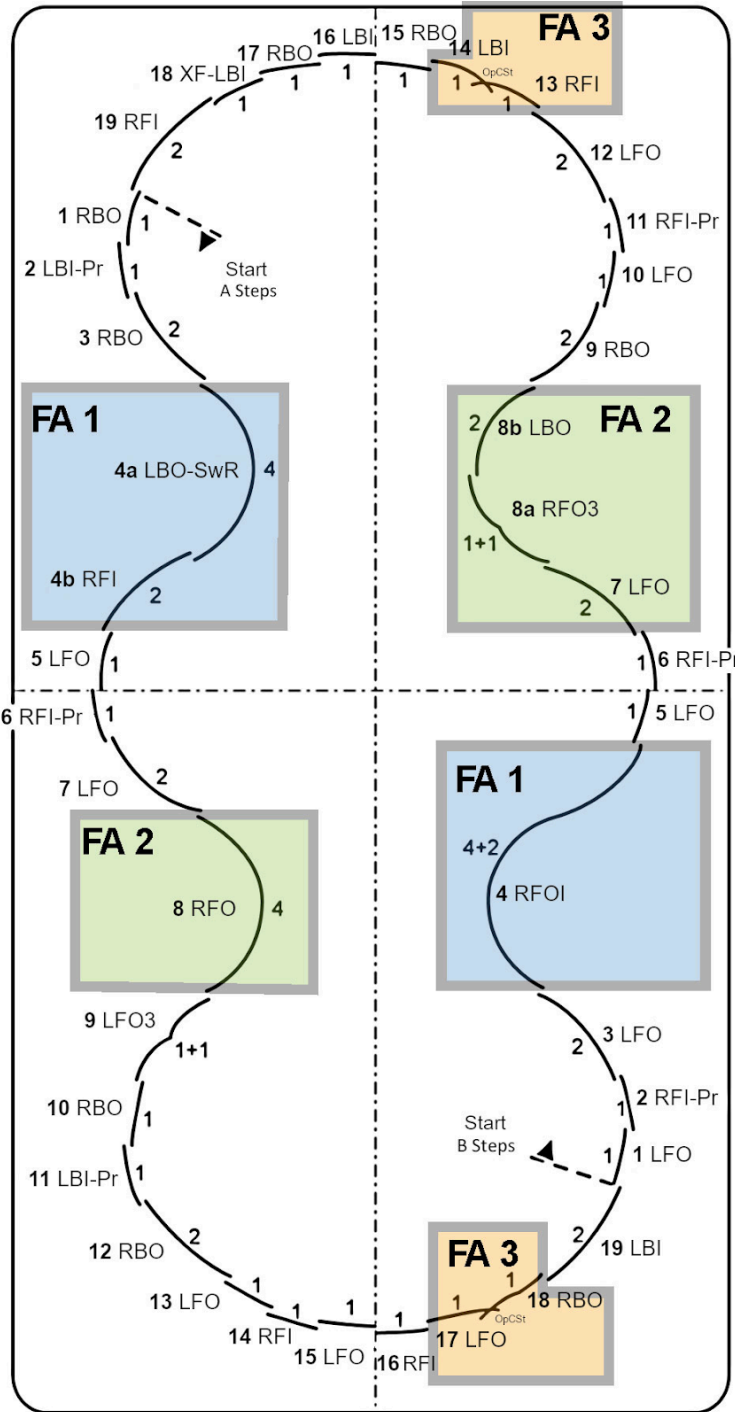 16 LBI
15 RBO
FA 3
17 RBO
14 LBI
OpCSt
18 XF-LBI
1
1
1
1
1
1
13 RFI
19 RFI
2
12 LFO
2
1 RBO
1
11 RFI-Pr
1
2 LBI-Pr
1
Start
A Steps
10 LFO
1
3 RBO
2
2
9 RBO
FA 1
FA 2
2
8b LBO
4a LBO-SwR
4
8a RFO3
1+1
4b RFI
2
7 LFO
2
5 LFO
1
1
6 RFI-Pr
6 RFI-Pr
1
1
5 LFO
7 LFO
2
FA 1
FA 2
4+2
8 RFO
4
4 RFOI
9 LFO3
1+1
3 LFO
2
10 RBO
1
2 RFI-Pr
1
Start
B Steps
1
1 LFO
11 LBI-Pr
1
12 RBO
2
FA 3
2
19 LBI
13 LFO
1
1
18 RBO
14 RFI
1
1
1
1
OpCSt
17 LFO
15 LFO
16 RFI